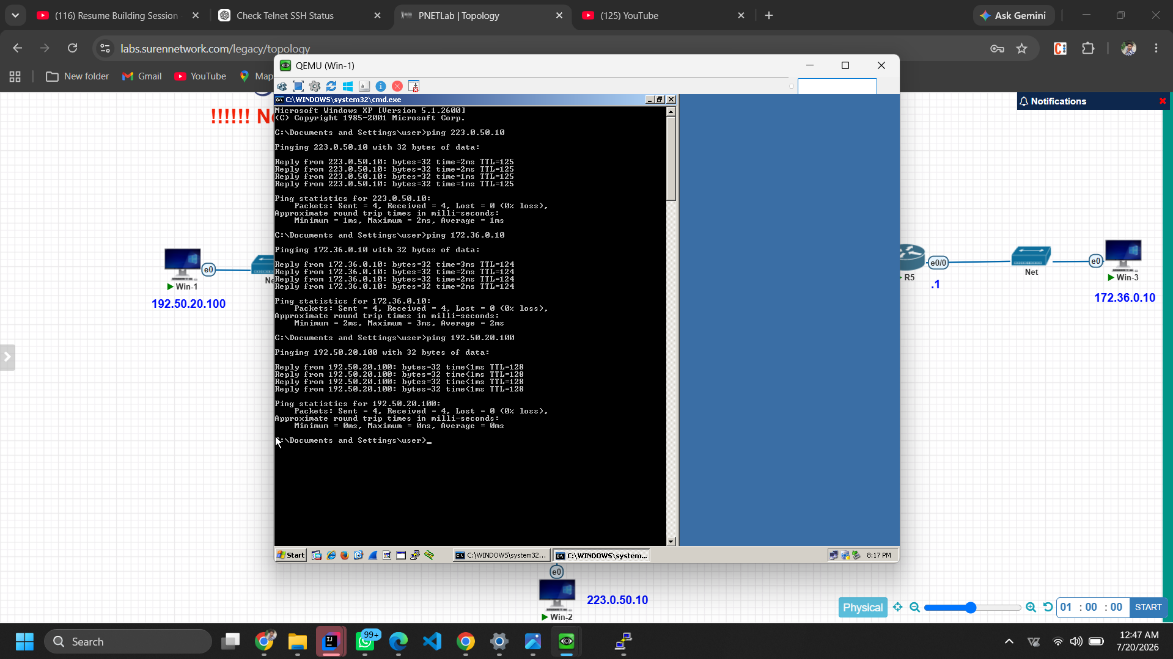 (116) Resume Building Session
Check Telnet SSH Status
PNETLab | Topology
(125) YouTube
Ask Gemini
labs.surennetwork.com/legacy/topology
New folder
Gmail
YouTube
Map
!!!!!! N
Notifications
QEMU (Win-1)
C:\WINDOWS\system32\cmd.exe
Microsoft Windows XP [Version 5.1.2600]
(C) Copyright 1985-2001 Microsoft Corp.
C:\Documents and Settings\user>ping 223.0.50.10
Pinging 223.0.50.10 with 32 bytes of data:
Reply from 223.0.50.10: bytes=32 time=2ms TTL=125
Reply from 223.0.50.10: bytes=32 time=2ms TTL=125
Reply from 223.0.50.10: bytes=32 time=1ms TTL=125
Reply from 223.0.50.10: bytes=32 time=1ms TTL=125
Ping statistics for 223.0.50.10:
Packets: Sent = 4, Received = 4, Lost = 0 (0% loss),
Approximate round trip times in milli-seconds:
Minimum = 1ms, Maximum = 2ms, Average = 1ms
C:\Documents and Settings\user>ping 172.36.0.10
Pinging 172.36.0.10 with 32 bytes of data:
Reply from 172.36.0.10: bytes=32 time=3ms TTL=124
Reply from 172.36.0.10: bytes=32 time=2ms TTL=124
Reply from 172.36.0.10: bytes=32 time=2ms TTL=124
Reply from 172.36.0.10: bytes=32 time=2ms TTL=124
Ping statistics for 172.36.0.10:
Packets: Sent = 4, Received = 4, Lost = 0 (0% loss),
Approximate round trip times in milli-seconds:
Minimum = 2ms, Maximum = 3ms, Average = 2ms
C:\Documents and Settings\user>ping 192.50.20.100
Pinging 192.50.20.100 with 32 bytes of data:
Reply from 192.50.20.100: bytes=32 time<1ms TTL=128
Reply from 192.50.20.100: bytes=32 time<1ms TTL=128
Reply from 192.50.20.100: bytes=32 time<1ms TTL=128
Reply from 192.50.20.100: bytes=32 time<1ms TTL=128
Ping statistics for 192.50.20.100:
Packets: Sent = 4, Received = 4, Lost = 0 (0% loss),
Approximate round trip times in milli-seconds:
Minimum = 0ms, Maximum = 0ms, Average = 0ms
C:\Documents and Settings\user>_
Start
C:\WINDOWS\system32...
C:\WINDOWS\system...
8:17 PM
e0
Win-1
192.50.20.100
R5
e0/0
.1
Net
e0
Win-3
172.36.0.10
e0
Win-2
223.0.50.10
Physical
01 : 00 : 00
START
Search
99+
12:47 AM
7/20/2026